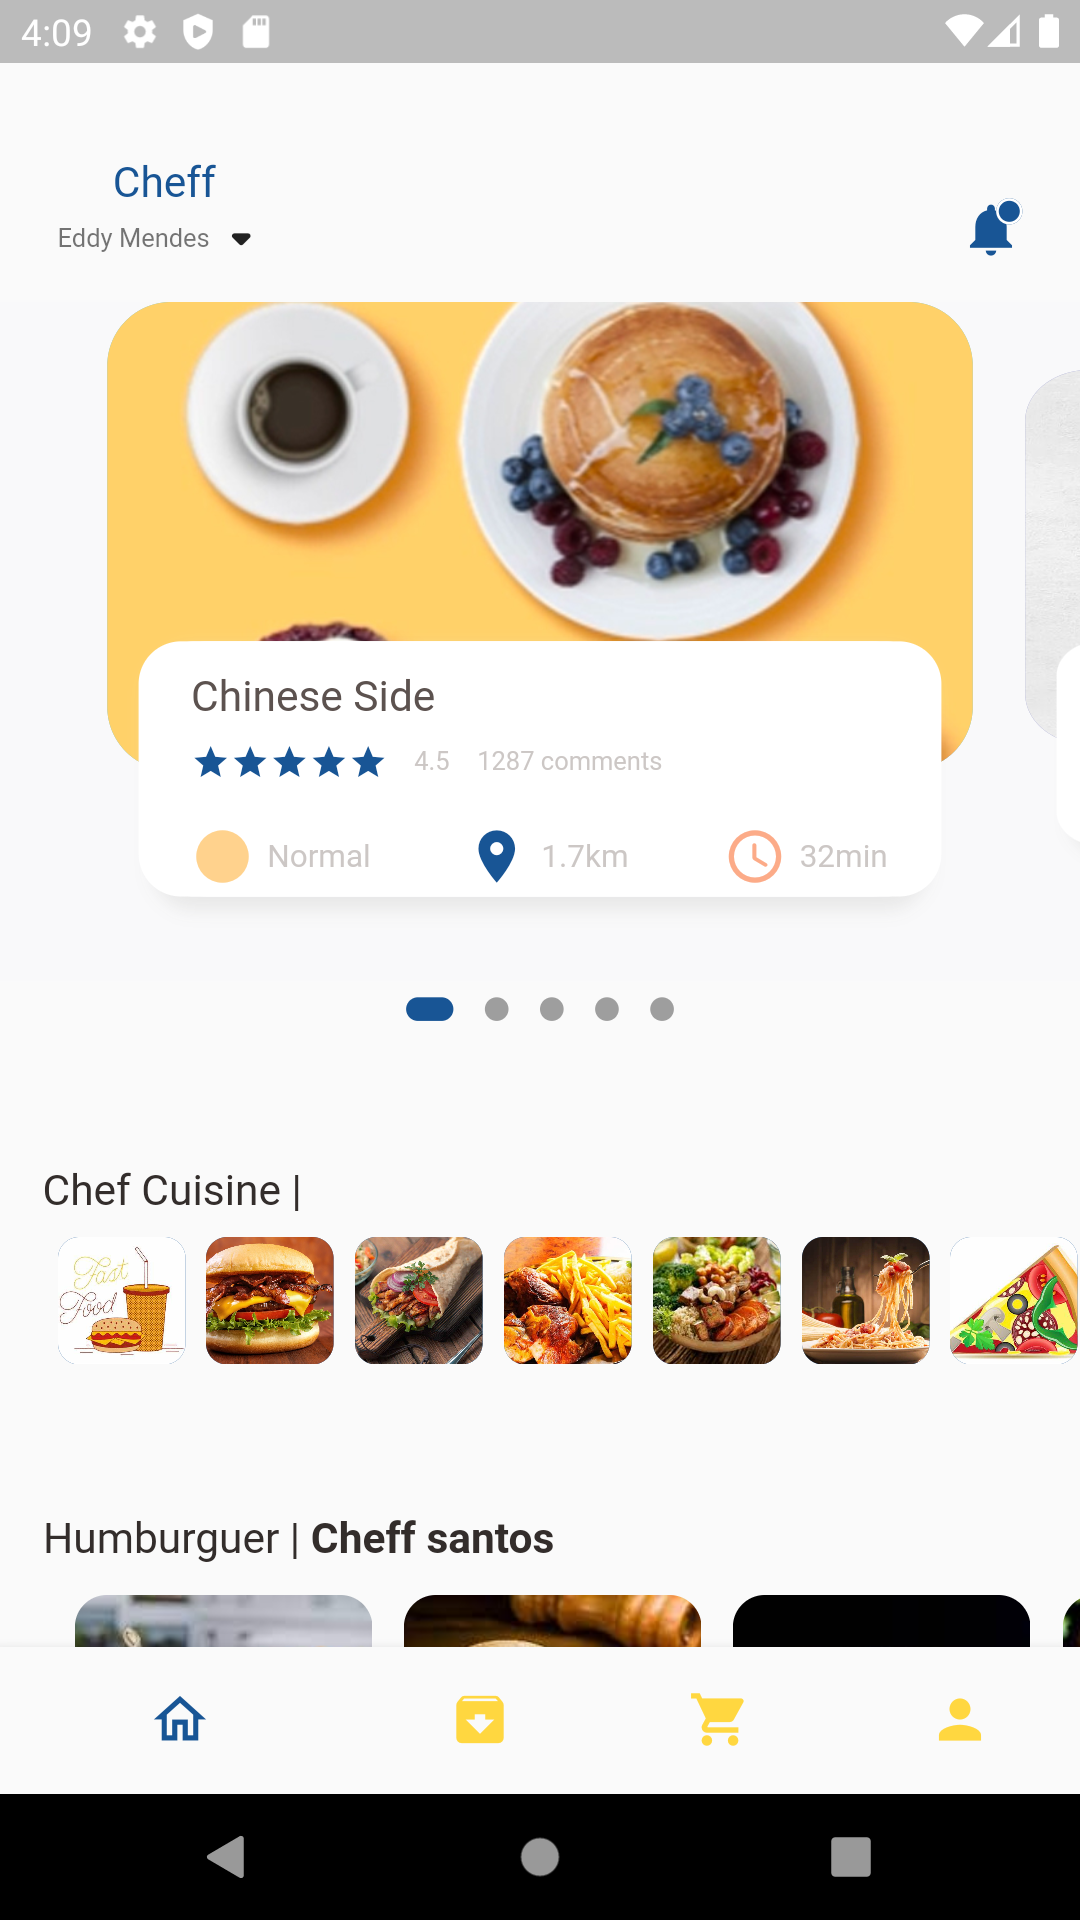 4:09
Cheff
Eddy Mendes
Chinese Side
4.5 1287 comments
Normal 1.7km 32min
Chef Cuisine |
Fast
Food
Humburguer | Cheff santos